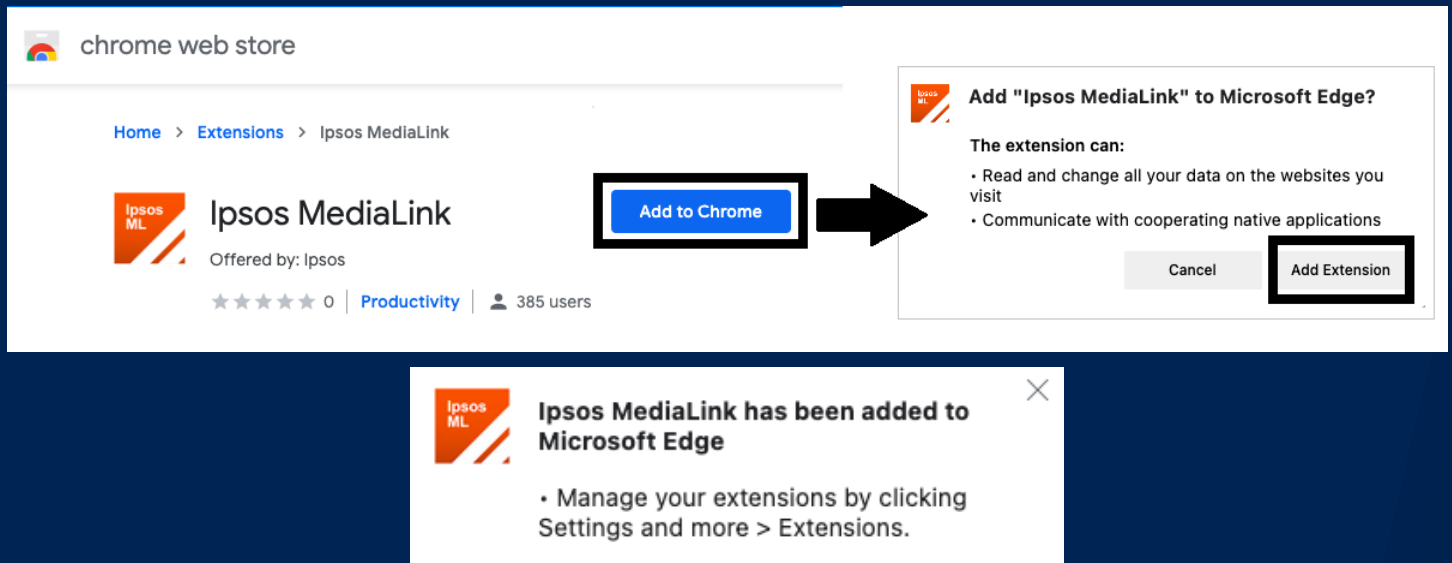 chrome web store
Home > Extensions > Ipsos MediaLink
Ipsos
ML
Ipsos MediaLink
Offered by: Ipsos
0 | Productivity | 385 users
Add to Chrome
Ipsos
ML
Add "Ipsos MediaLink" to Microsoft Edge?
The extension can:
• Read and change all your data on the websites you
visit
• Communicate with cooperating native applications
Cancel
Add Extension
Ipsos
ML
Ipsos MediaLink has been added to
Microsoft Edge
• Manage your extensions by clicking
Settings and more > Extensions.